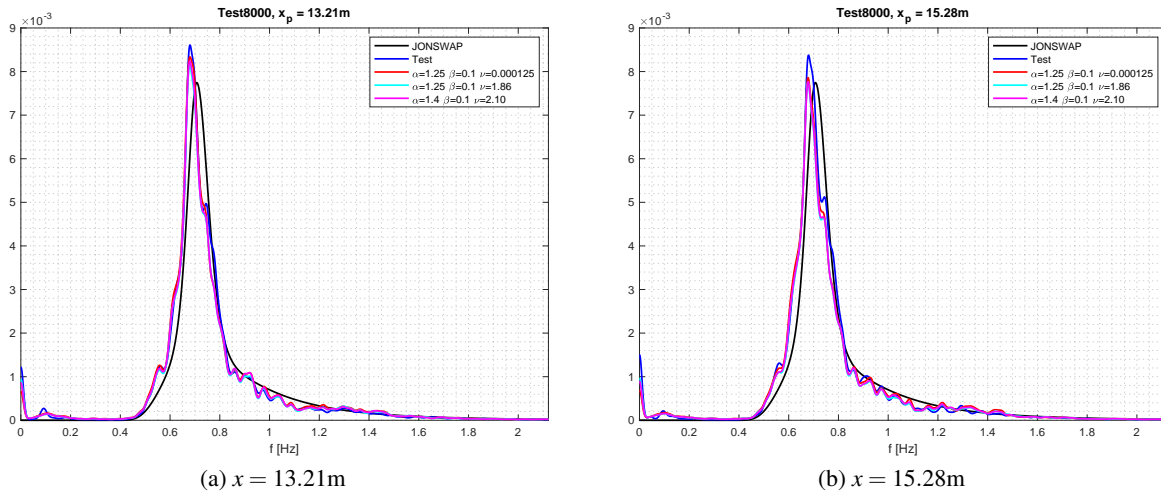 Test8000, x_p = 13.21m
×10⁻³
9
8
7
6
5
4
3
2
1
0
0 0.2 0.4 0.6 0.8 1 1.2 1.4 1.6 1.8 2
f [Hz]
JONSWAP
Test
α=1.25 β=0.1 ν=0.000125
α=1.25 β=0.1 ν=1.86
α=1.4 β=0.1 ν=2.10
(a) x = 13.21m
Test8000, x_p = 15.28m
×10⁻³
9
8
7
6
5
4
3
2
1
0
0 0.2 0.4 0.6 0.8 1 1.2 1.4 1.6 1.8 2
f [Hz]
JONSWAP
Test
α=1.25 β=0.1 ν=0.000125
α=1.25 β=0.1 ν=1.86
α=1.4 β=0.1 ν=2.10
(b) x = 15.28m